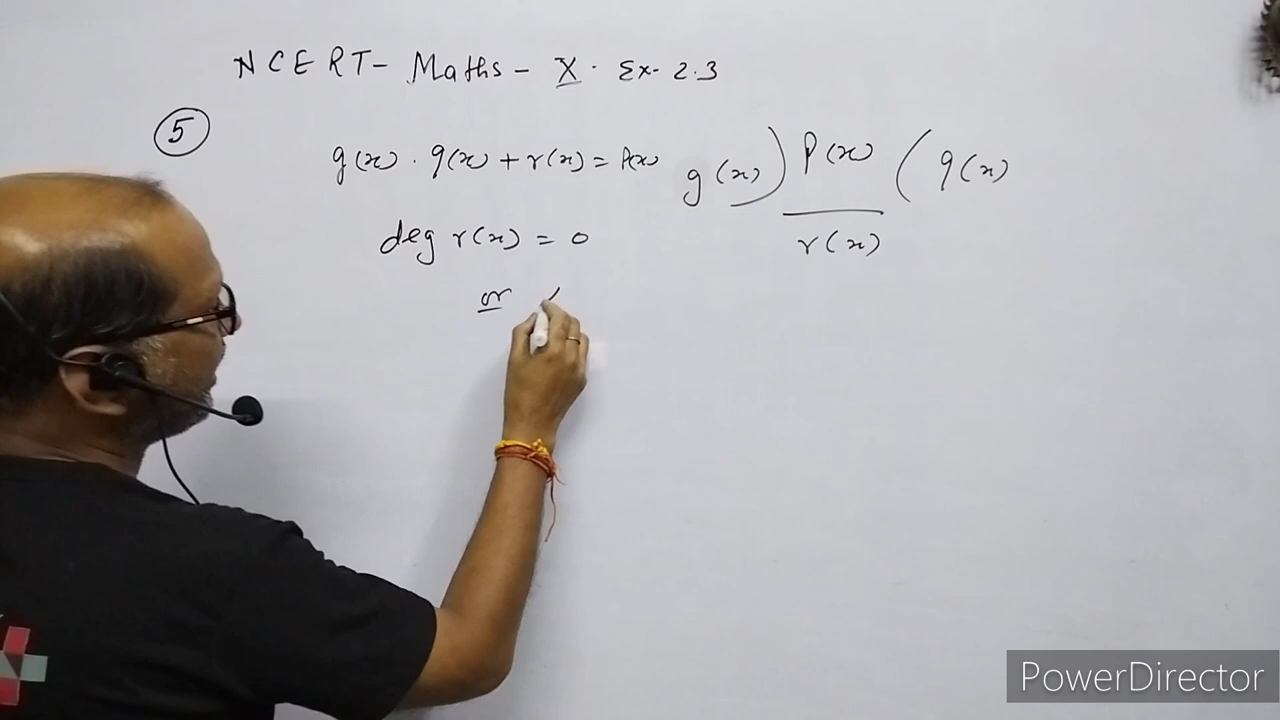 NCERT- Maths - X. Ex. 2.3
5
g(x) . q(x) + r(x) = p(x)
g(x) ) p(x) ( q(x)
r(x)
deg r(x) = 0
or
PowerDirector